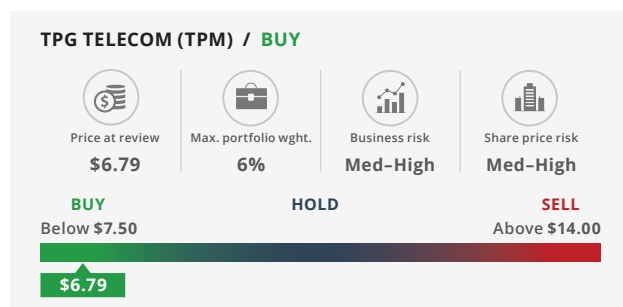 TPG TELECOM (TPM) / BUY
Price at review
$6.79
Max. portfolio wght.
6%
Business risk
Med–High
Share price risk
Med–High
BUY HOLD SELL
Below $7.50 Above $14.00
$6.79